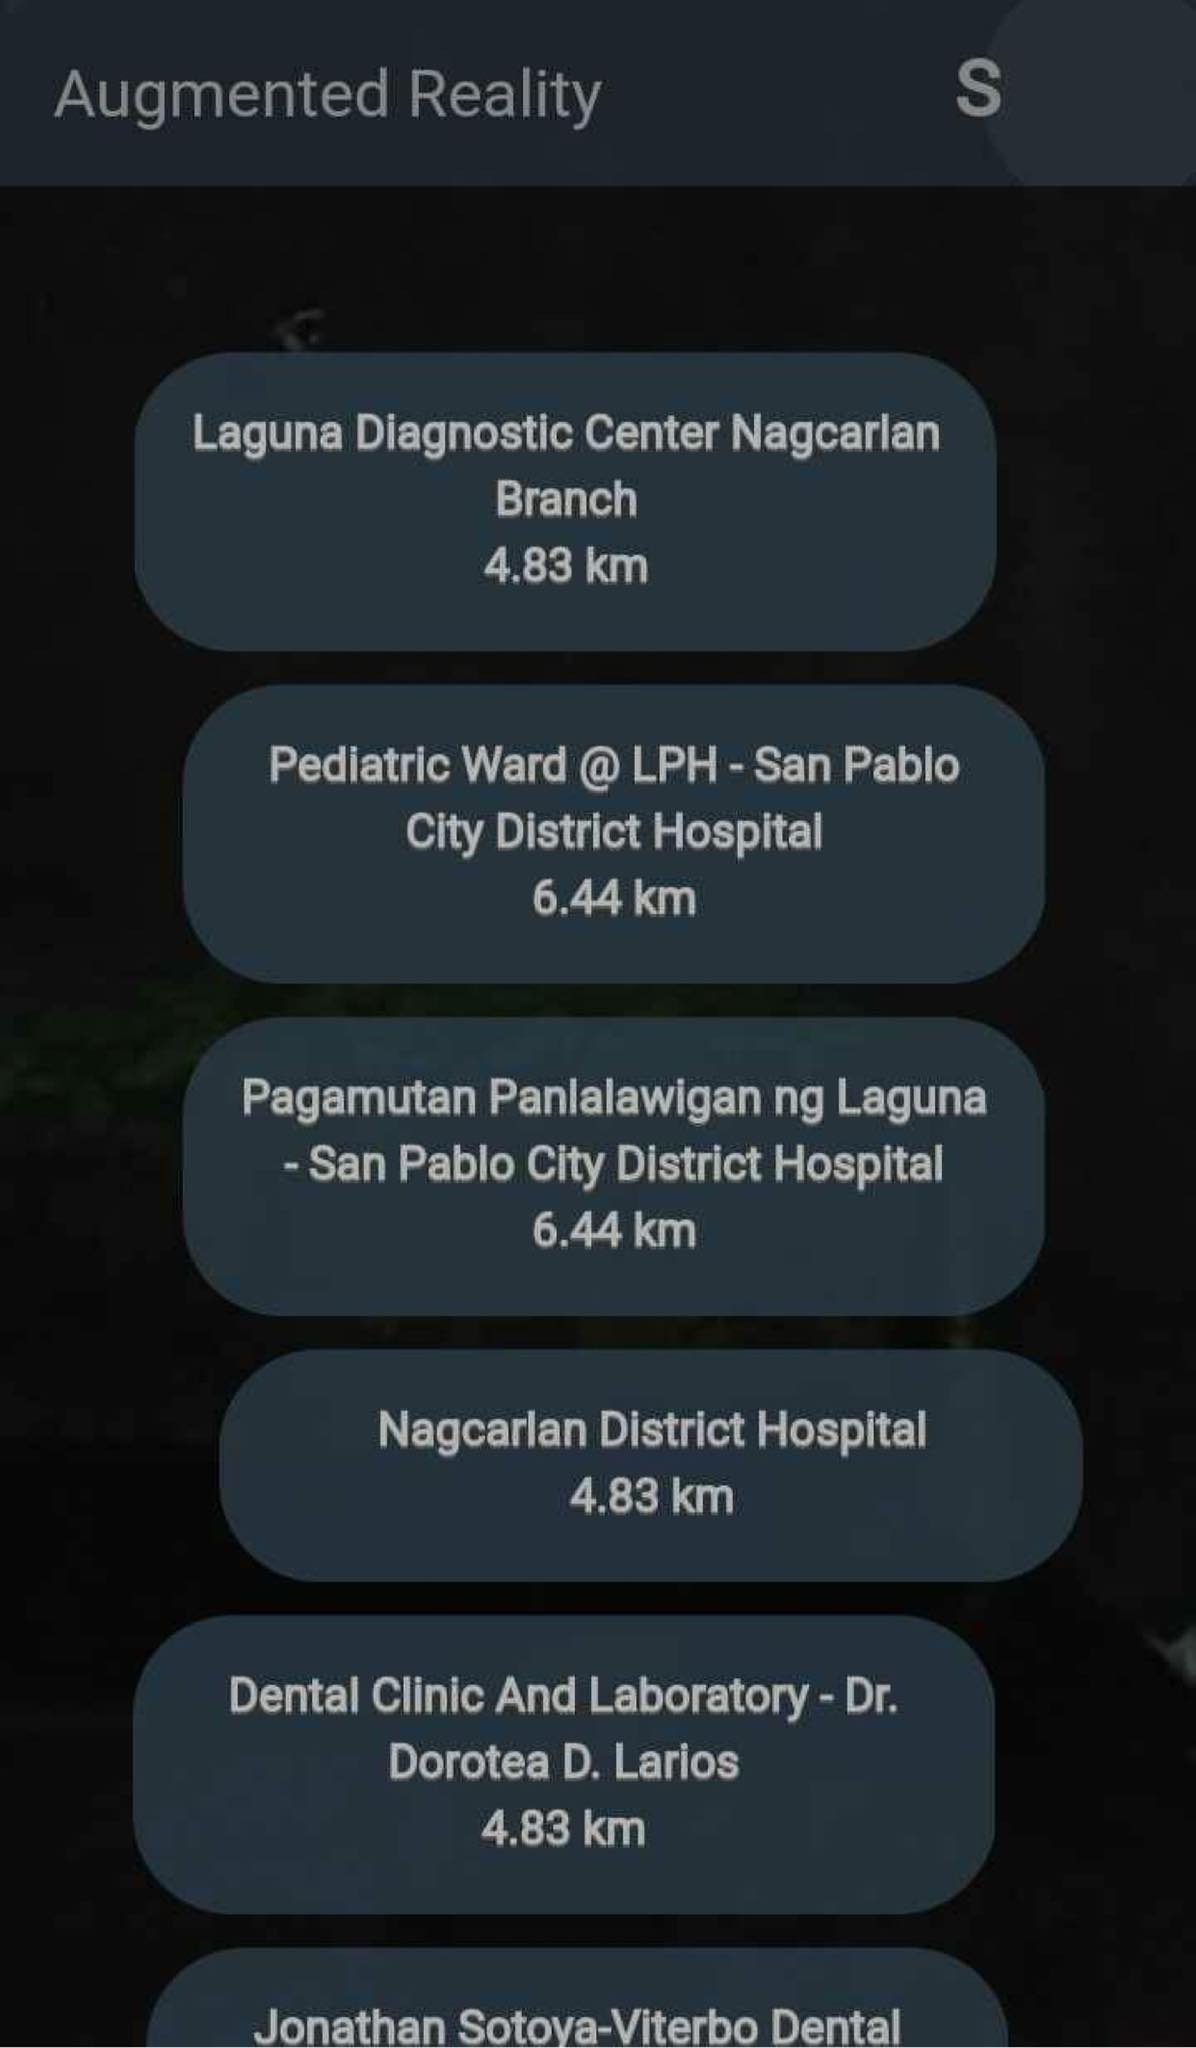 Augmented Reality S
Laguna Diagnostic Center Nagcarlan
Branch
4.83 km
Pediatric Ward @ LPH - San Pablo
City District Hospital
6.44 km
Pagamutan Panlalawigan ng Laguna
- San Pablo City District Hospital
6.44 km
Nagcarlan District Hospital
4.83 km
Dental Clinic And Laboratory - Dr.
Dorotea D. Larios
4.83 km
Jonathan Sotoya-Viterbo Dental